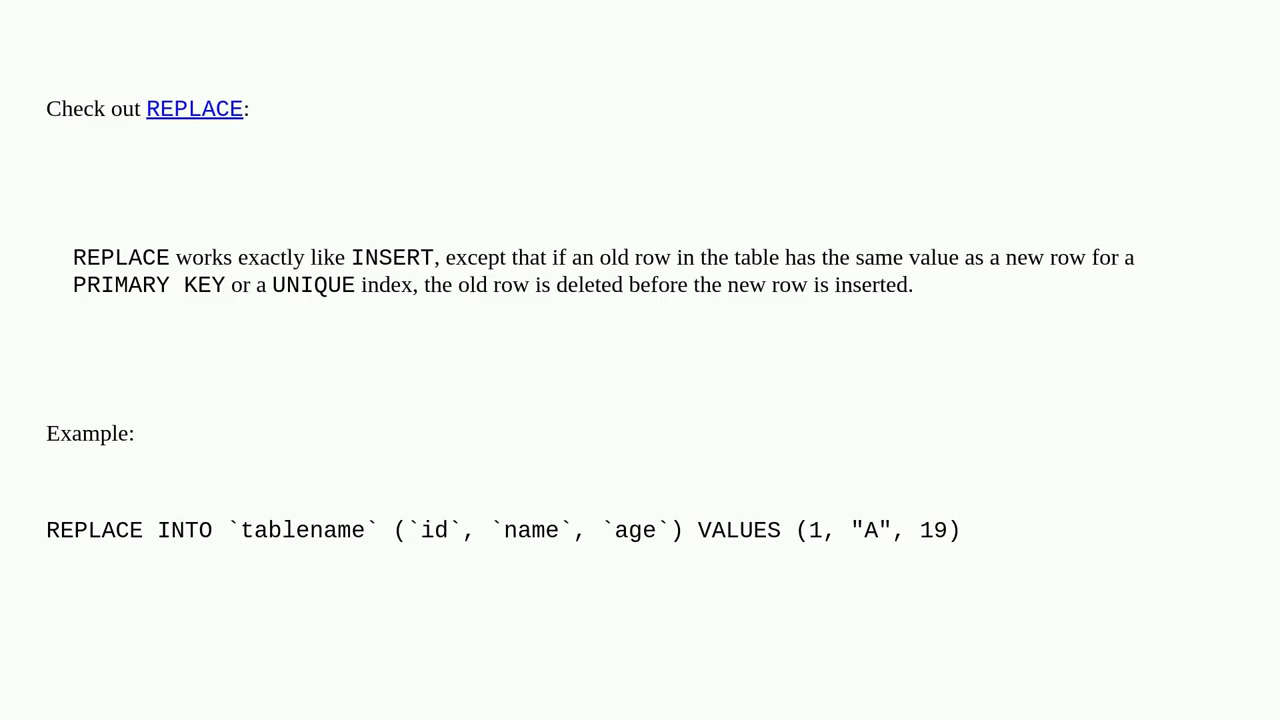 Check out REPLACE:
REPLACE works exactly like INSERT, except that if an old row in the table has the same value as a new row for a
PRIMARY KEY or a UNIQUE index, the old row is deleted before the new row is inserted.
Example:
REPLACE INTO `tablename` (`id`, `name`, `age`) VALUES (1, "A", 19)